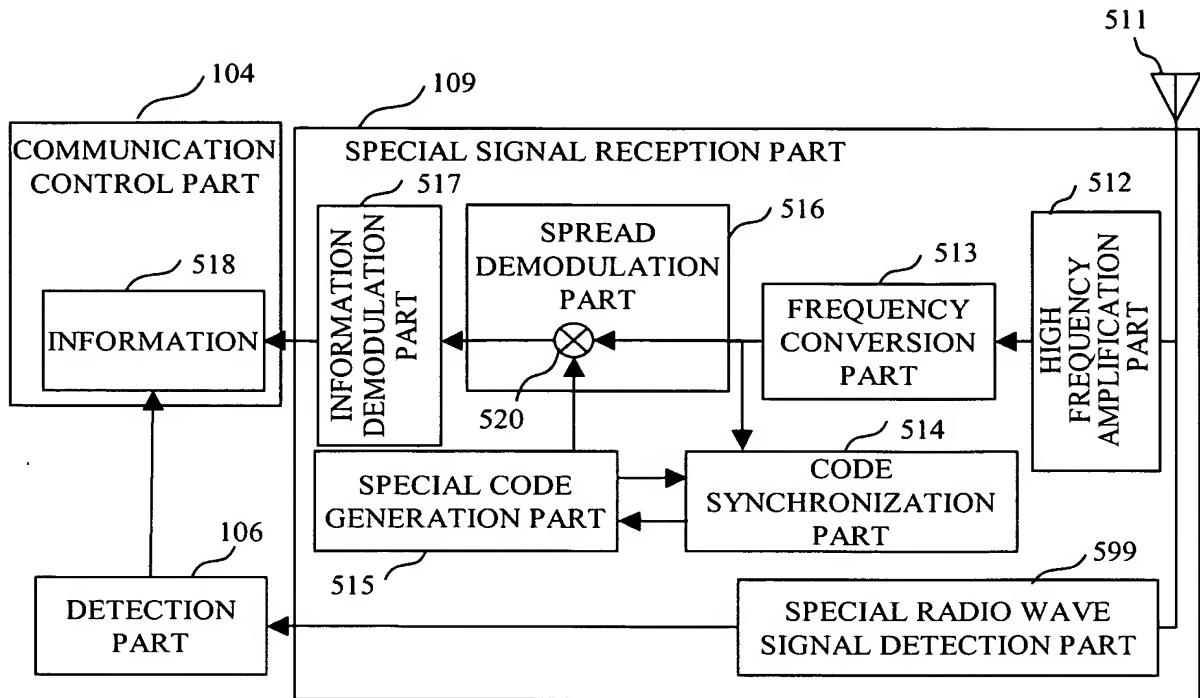 511
104
109
COMMUNICATION
CONTROL PART
SPECIAL SIGNAL RECEPTION PART
517
512
516
INFORMATION
DEMODULATION
PART
SPREAD
DEMODULATION
PART
513
HIGH
FREQUENCY
AMPLIFICATION
PART
518
INFORMATION
FREQUENCY
CONVERSION
PART
520
514
SPECIAL CODE
GENERATION PART
CODE
SYNCHRONIZATION
PART
106
515
599
DETECTION
PART
SPECIAL RADIO WAVE
SIGNAL DETECTION PART